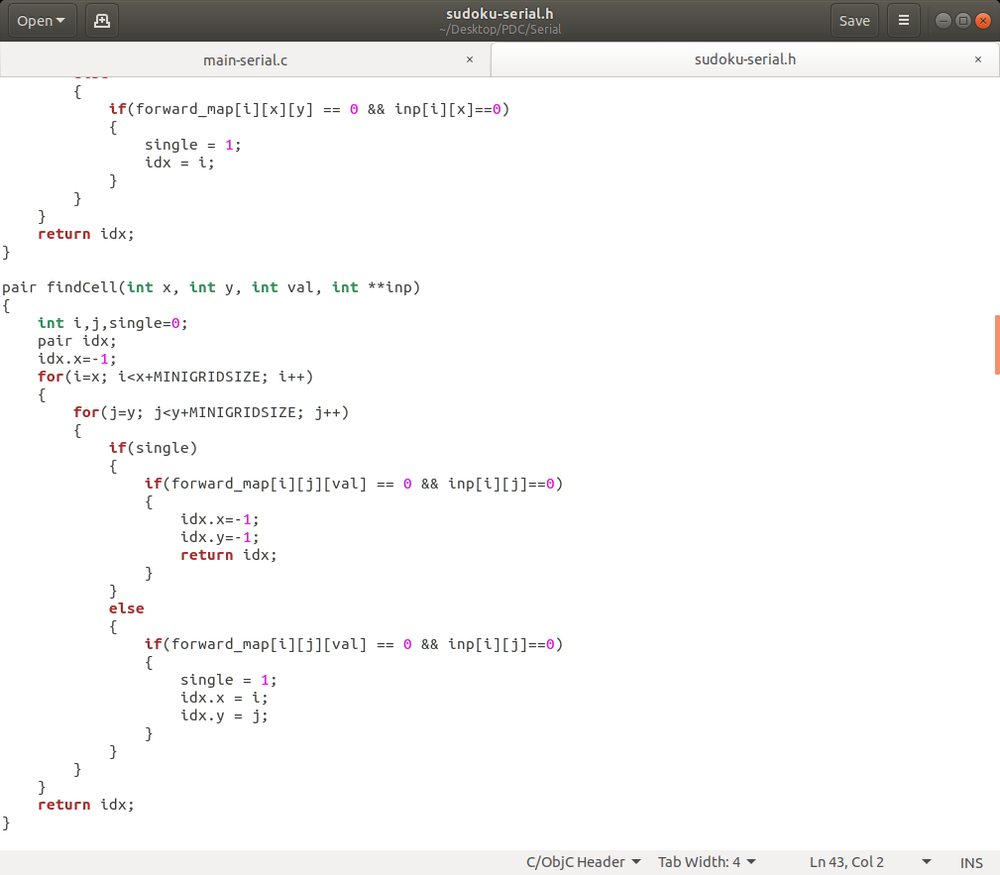 Open
sudoku-serial.h
~/Desktop/PDC/Serial
Save
main-serial.c ×
sudoku-serial.h ×
        {
            if(forward_map[i][x][y] == 0 && inp[i][x]==0)
            {
                single = 1;
                idx = i;
            }
        }
    }
    return idx;
}

pair findCell(int x, int y, int val, int **inp)
{
    int i,j,single=0;
    pair idx;
    idx.x=-1;
    for(i=x; i<x+MINIGRIDSIZE; i++)
    {
        for(j=y; j<y+MINIGRIDSIZE; j++)
        {
            if(single)
            {
                if(forward_map[i][j][val] == 0 && inp[i][j]==0)
                {
                    idx.x=-1;
                    idx.y=-1;
                    return idx;
                }
            }
            else
            {
                if(forward_map[i][j][val] == 0 && inp[i][j]==0)
                {
                    single = 1;
                    idx.x = i;
                    idx.y = j;
                }
            }
        }
    }
    return idx;
}
C/ObjC Header Tab Width: 4 Ln 43, Col 2 INS